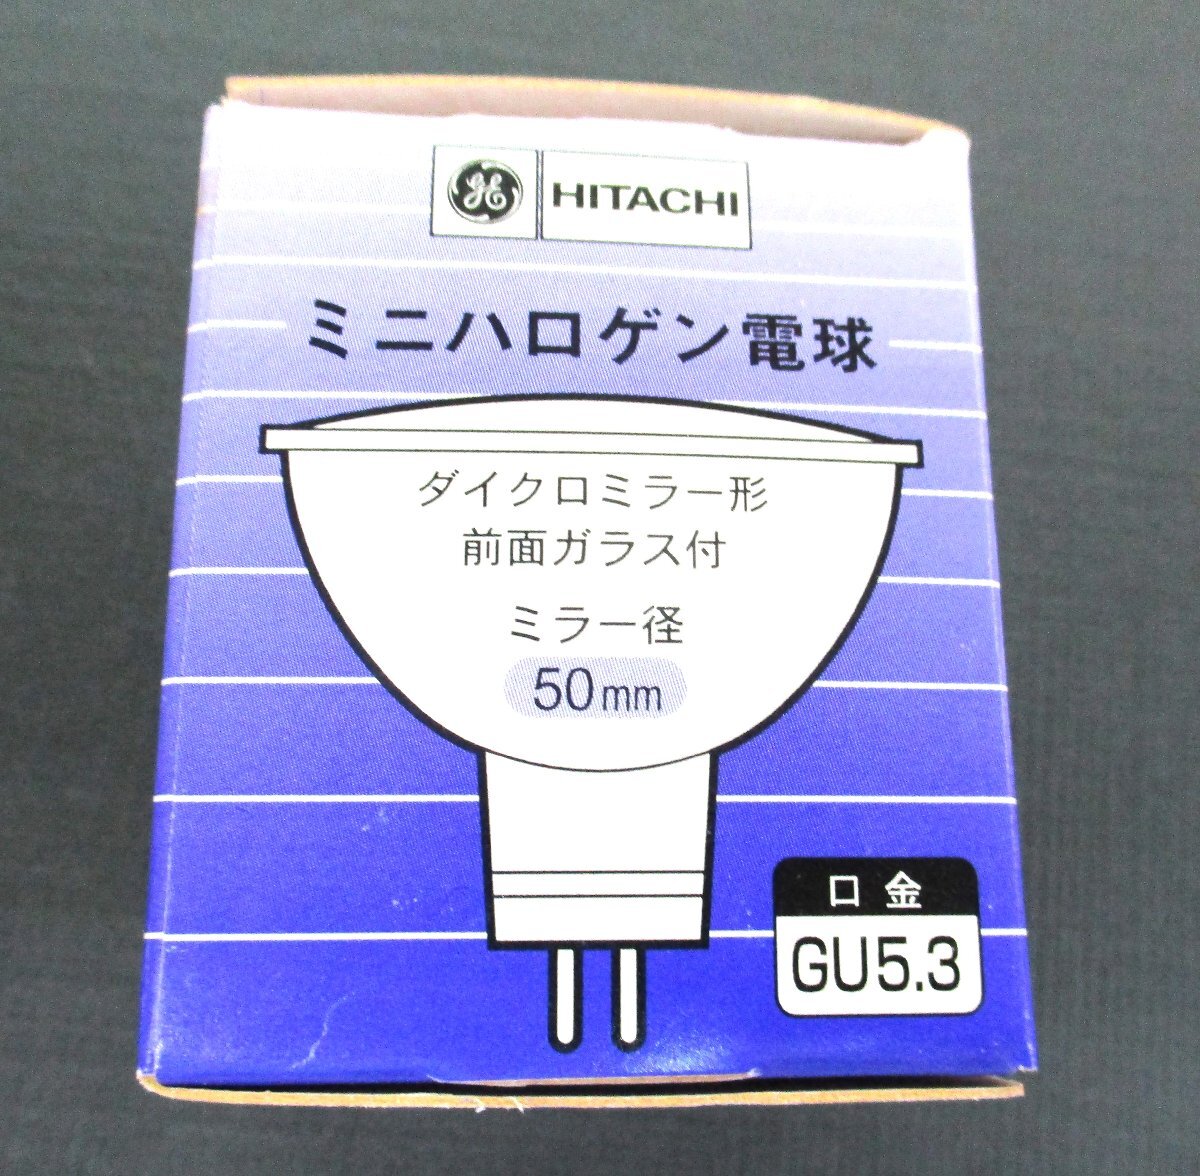 GE HITACHI
ミニハロゲン電球
ダイクロミラー形
前面ガラス付
ミラー径
50mm
口金
GU5.3